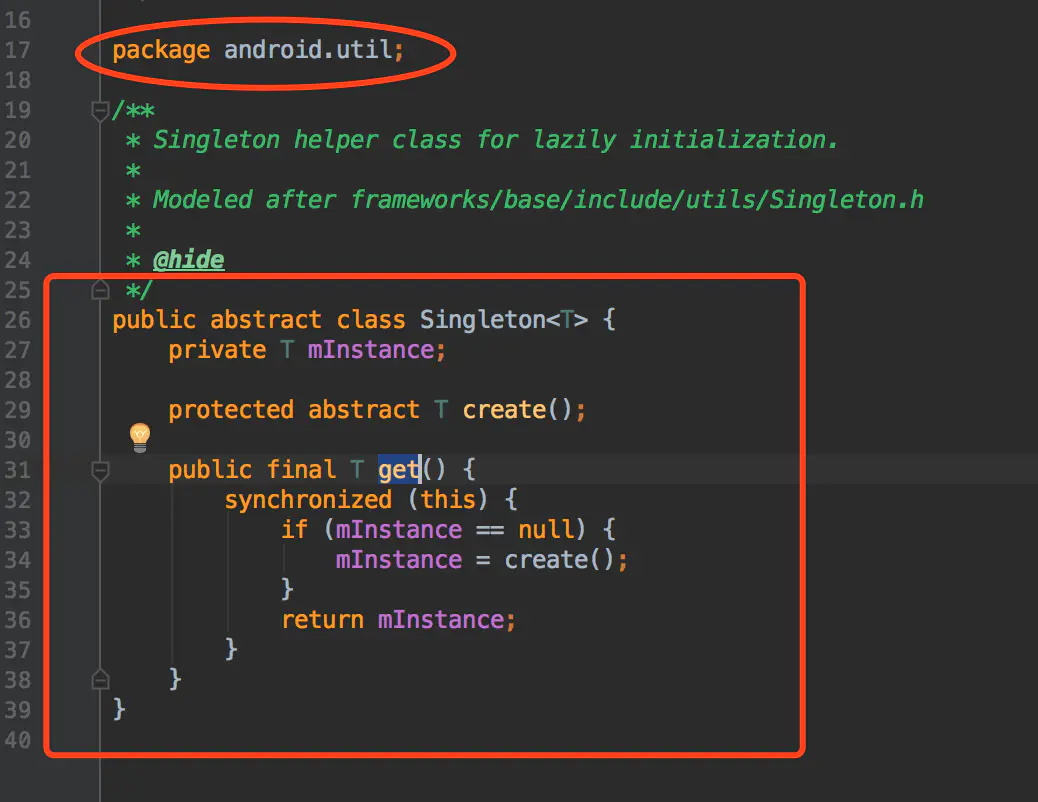 16
17 package android.util;
18
19 /**
20 * Singleton helper class for lazily initialization.
21 *
22 * Modeled after frameworks/base/include/utils/Singleton.h
23 *
24 * @hide
25 */
26 public abstract class Singleton<T> {
27 private T mInstance;
28
29 protected abstract T create();
30
31 public final T get() {
32 synchronized (this) {
33 if (mInstance == null) {
34 mInstance = create();
35 }
36 return mInstance;
37 }
38 }
39 }
40